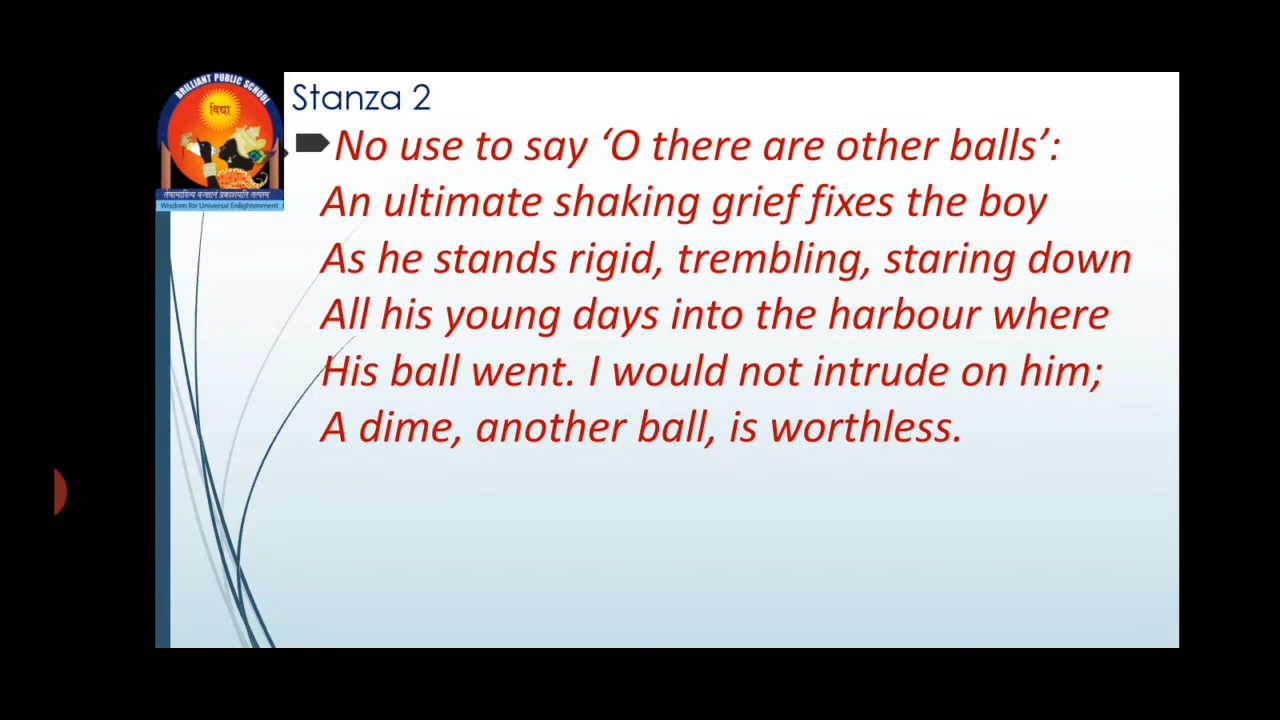 BRILLIANT PUBLIC SCHOOL
विद्या
Wisdom for Universal Enlightenment
Stanza 2
No use to say ‘O there are other balls’:
An ultimate shaking grief fixes the boy
As he stands rigid, trembling, staring down
All his young days into the harbour where
His ball went. I would not intrude on him;
A dime, another ball, is worthless.